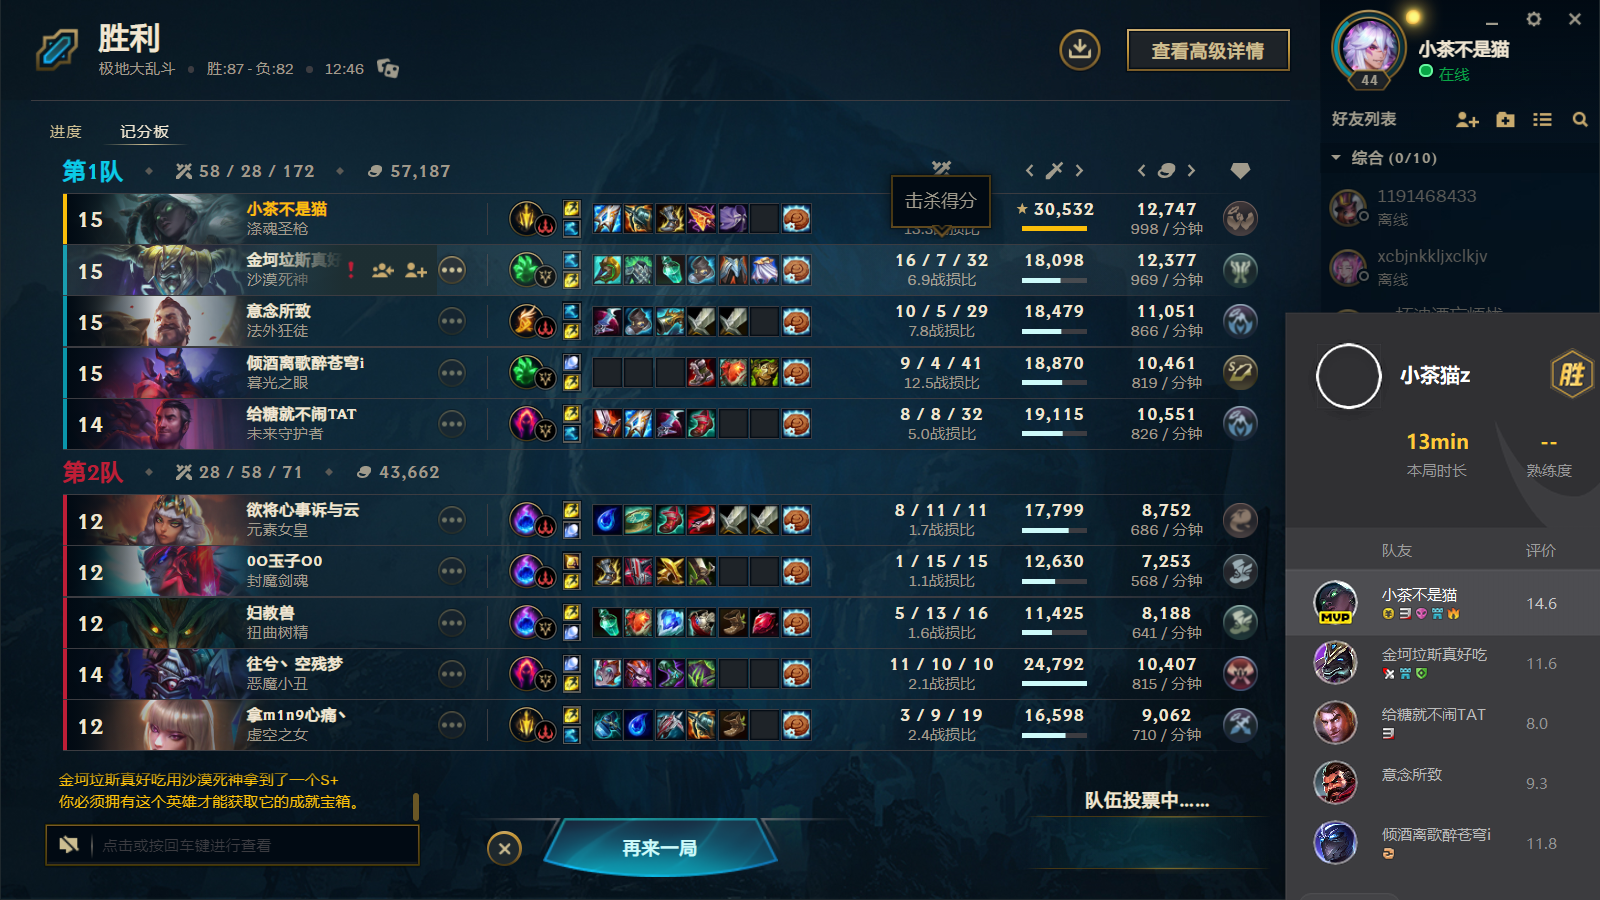 胜利
极地大乱斗 • 胜:87 - 负:82 • 12:46
查看高级详情
小茶不是猫
44
在线
进度
记分板
好友列表
综合 (0/10)
1191468433
离线
xcbjnkkljxclkjv
离线
第1队 58 / 28 / 172 57,187
击杀得分
15 小茶不是猫 涤魂圣枪 30,532 12,747 998 / 分钟
15 金坷垃斯真好 沙漠死神 16 / 7 / 32 6.9战损比 18,098 12,377 969 / 分钟
15 意念所致 法外狂徒 10 / 5 / 29 7.8战损比 18,479 11,051 866 / 分钟
15 倾酒离歌醉苍穹i 暮光之眼 9 / 4 / 41 12.5战损比 18,870 10,461 819 / 分钟
14 给糖就不闹TAT 未来守护者 8 / 8 / 32 5.0战损比 19,115 10,551 826 / 分钟
第2队 28 / 58 / 71 43,662
12 欲将心事诉与云 元素女皇 8 / 11 / 11 1.7战损比 17,799 8,752 686 / 分钟
12 0O玉子O0 封魔剑魂 1 / 15 / 15 1.1战损比 12,630 7,253 568 / 分钟
12 妇教兽 扭曲树精 5 / 13 / 16 1.6战损比 11,425 8,188 641 / 分钟
14 往兮丶空残梦 恶魔小丑 11 / 10 / 10 2.1战损比 24,792 10,407 815 / 分钟
12 拿m1n9心痛丶 虚空之女 3 / 9 / 19 2.4战损比 16,598 9,062 710 / 分钟
金坷垃斯真好吃用沙漠死神拿到了一个S+
你必须拥有这个英雄才能获取它的成就宝箱。
点击或按回车键进行查看
再来一局
队伍投票中......
小茶猫z
胜
13min
本局时长
--
熟练度
队友 评价
小茶不是猫 14.6
MVP
金坷垃斯真好吃 11.6
给糖就不闹TAT 8.0
意念所致 9.3
倾酒离歌醉苍穹i 11.8